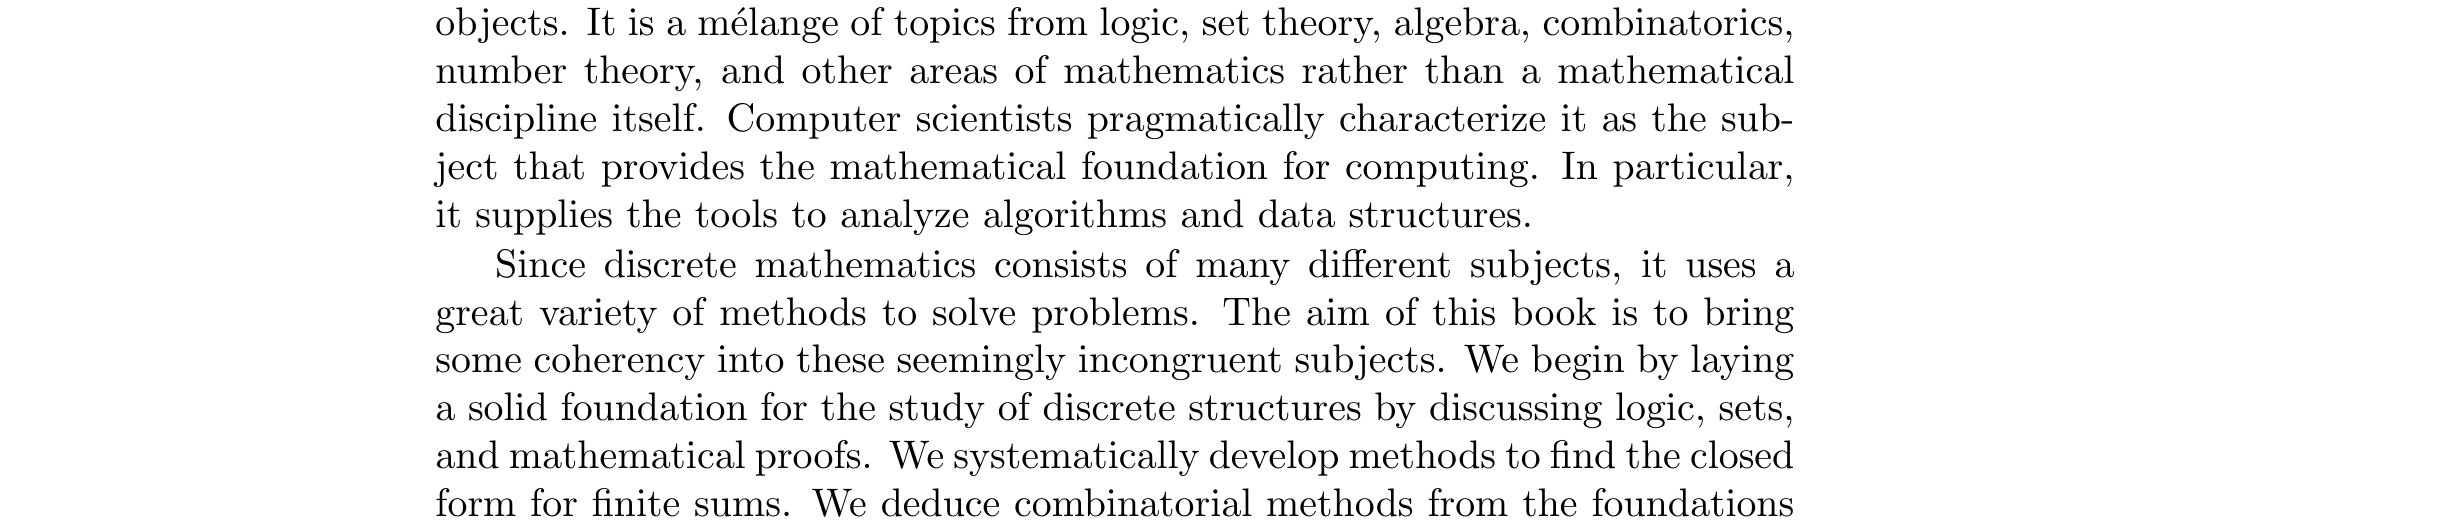 objects. It is a mélange of topics from logic, set theory, algebra, combinatorics,
number theory, and other areas of mathematics rather than a mathematical
discipline itself. Computer scientists pragmatically characterize it as the sub-
ject that provides the mathematical foundation for computing. In particular,
it supplies the tools to analyze algorithms and data structures.
Since discrete mathematics consists of many different subjects, it uses a
great variety of methods to solve problems. The aim of this book is to bring
some coherency into these seemingly incongruent subjects. We begin by laying
a solid foundation for the study of discrete structures by discussing logic, sets,
and mathematical proofs. We systematically develop methods to find the closed
form for finite sums. We deduce combinatorial methods from the foundations